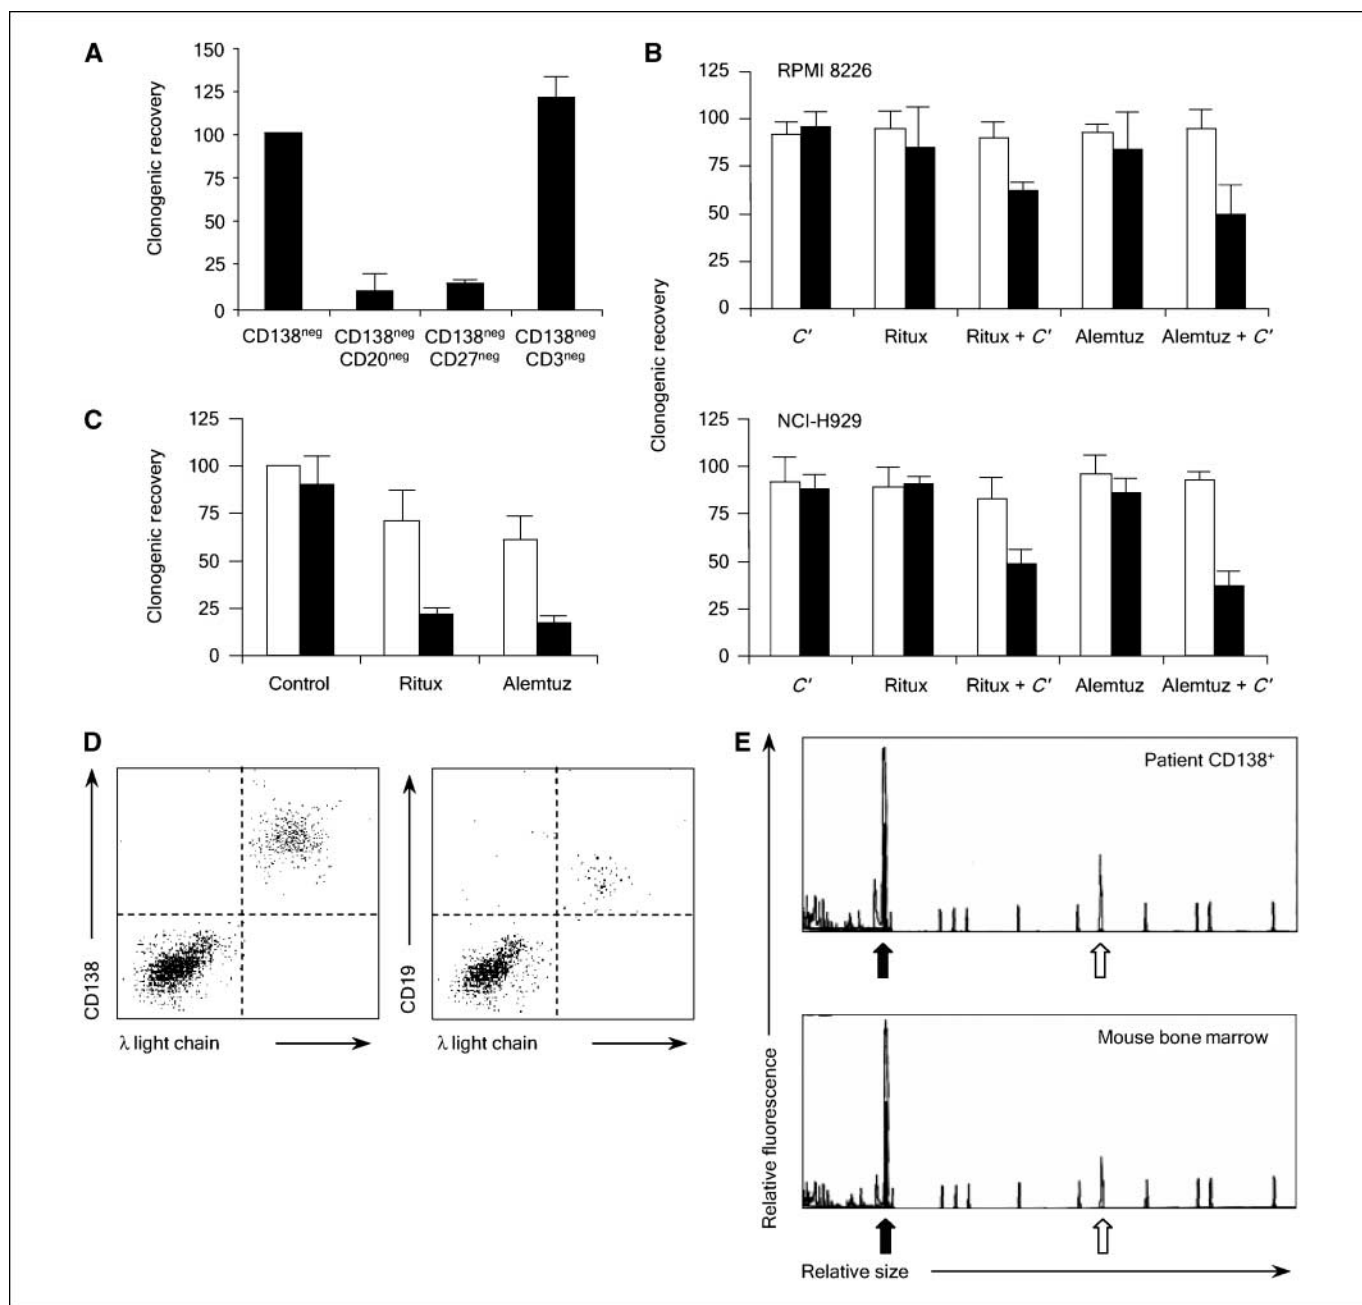 A
Clonogenic recovery
150
125
100
75
50
25
0
CD138neg
CD138neg CD20neg
CD138neg CD27neg
CD138neg CD3neg
B
Clonogenic recovery
RPMI 8226
125
100
75
50
25
0
C' Ritux Ritux + C' Alemtuz Alemtuz + C'
NCI-H929
125
100
75
50
25
0
C' Ritux Ritux + C' Alemtuz Alemtuz + C'
C
Clonogenic recovery
125
100
75
50
25
0
Control Ritux Alemtuz
D
CD138
λ light chain
CD19
λ light chain
E
Relative fluorescence
Patient CD138+
Mouse bone marrow
Relative size